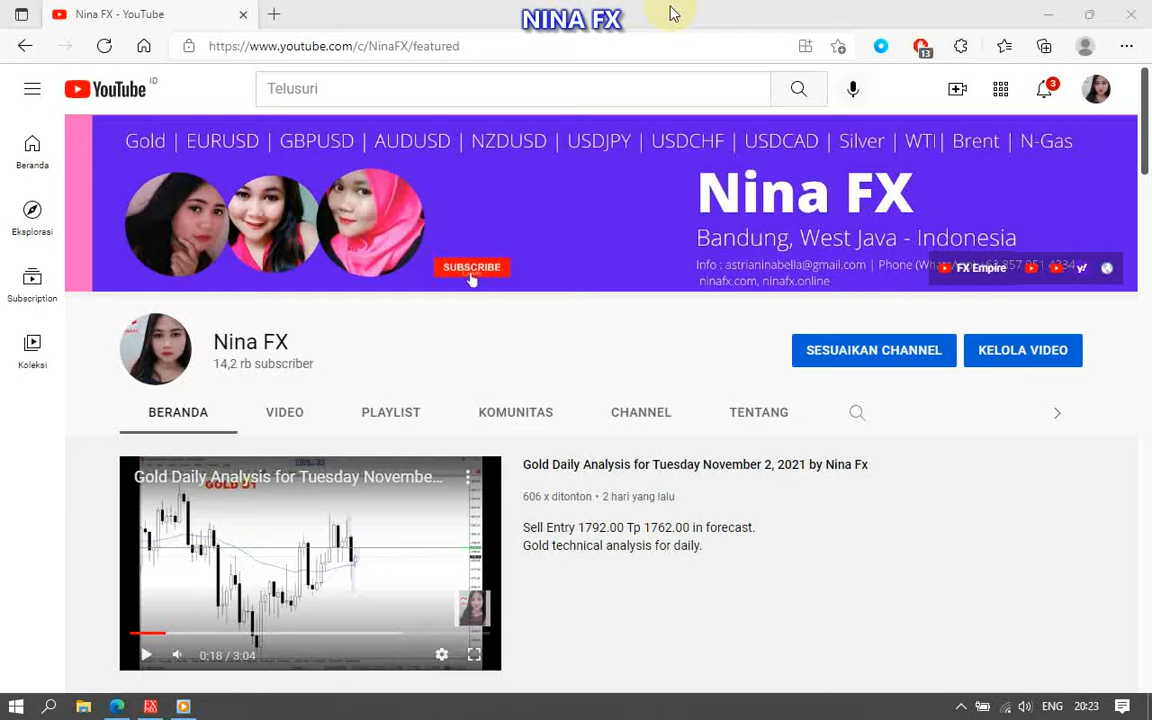 Nina FX - YouTube
NINA FX
https://www.youtube.com/c/NinaFX/featured
13
YouTube ID
Telusuri
3
Beranda
Eksplorasi
Subscription
Koleksi
Gold | EURUSD | GBPUSD | AUDUSD | NZDUSD | USDJPY | USDCHF | USDCAD | Silver | WTI | Brent | N-Gas
Nina FX
Bandung, West Java - Indonesia
SUBSCRIBE
Info : astrianinabella@gmail.com | Phone
FX Empire
ninafx.com, ninafx.online
Nina FX
14,2 rb subscriber
SESUAIKAN CHANNEL
KELOLA VIDEO
BERANDA VIDEO PLAYLIST KOMUNITAS CHANNEL TENTANG
Gold Daily Analysis for Tuesday Novembe...
GOLD D1
0:18 / 3:04
Gold Daily Analysis for Tuesday November 2, 2021 by Nina Fx
606 x ditonton • 2 hari yang lalu
Sell Entry 1792.00 Tp 1762.00 in forecast.
Gold technical analysis for daily.
ENG
20:23